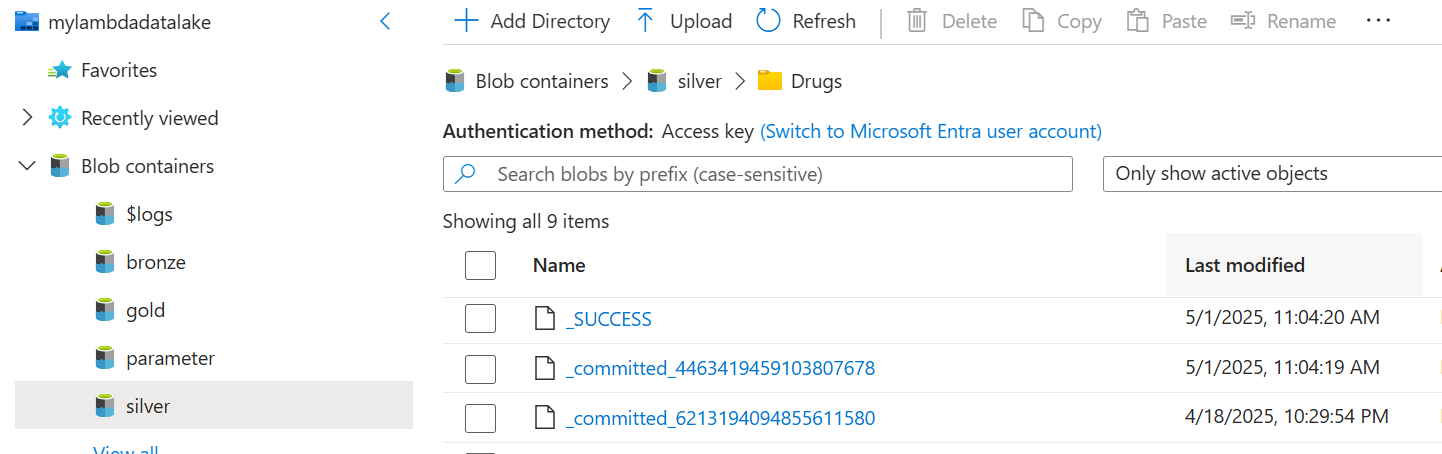 mylambdadatalake
Favorites
Recently viewed
Blob containers
$logs
bronze
gold
parameter
silver
View all
Add Directory Upload Refresh Delete Copy Paste Rename ...
Blob containers > silver > Drugs
Authentication method: Access key (Switch to Microsoft Entra user account)
Search blobs by prefix (case-sensitive) Only show active objects
Showing all 9 items
Name Last modified
_SUCCESS 5/1/2025, 11:04:20 AM
_committed_4463419459103807678 5/1/2025, 11:04:19 AM
_committed_6213194094855611580 4/18/2025, 10:29:54 PM